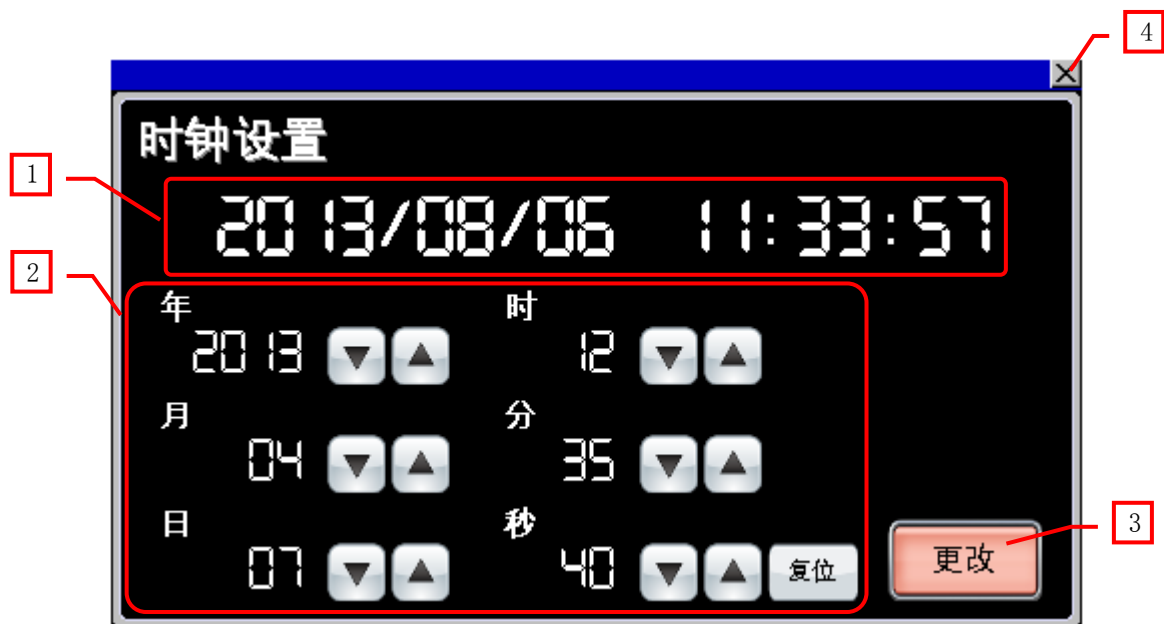 4
时钟设置
1
2013/08/06 11:33:57
2
年 时
2013 ▼ ▲ 12 ▼ ▲
月 分
04 ▼ ▲ 35 ▼ ▲
日 秒
07 ▼ ▲ 40 ▼ ▲ 复位
更改
3